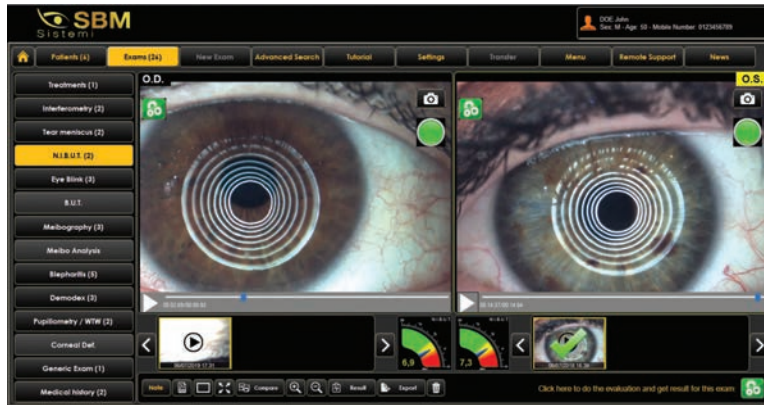 SBM
Sistemi
DOE John
Sex: M - Age: 50 - Mobile Number 0123456789
Patients (6)
Exams (26)
New Exam
Advanced Search
Tutorial
Settings
Transfer
Menu
Remote Support
News
Treatments (1)
Interferometry (2)
Tear meniscus (2)
N.I.B.U.T. (2)
Eye Blink (3)
B.U.T.
Meibography (3)
Meibo Analysis
Blepharitis (5)
Demodex (3)
Pupillometry / WTW (2)
Corneal Def.
Generic Exam (1)
Medical history (2)
O.D.
O.S.
N I B U T
6,9
N I B U T
7,3
Note
Compare
Result
Export
Click here to do the evaluation and get result for this exam